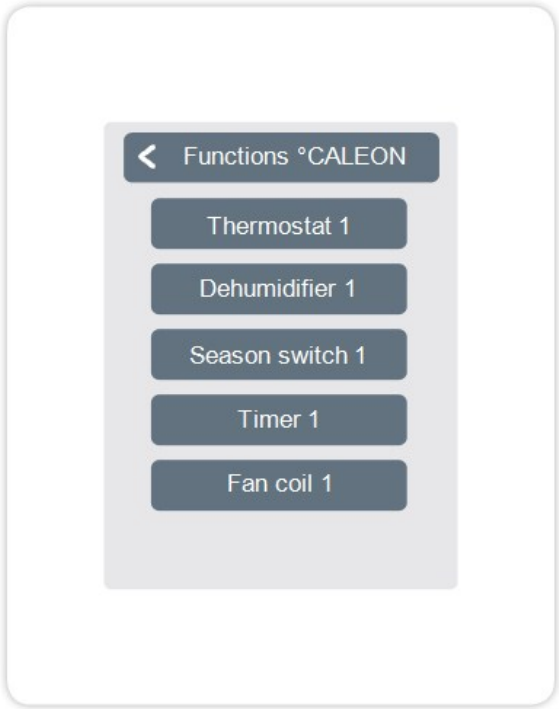 Functions °CALEON
Thermostat 1
Dehumidifier 1
Season switch 1
Timer 1
Fan coil 1